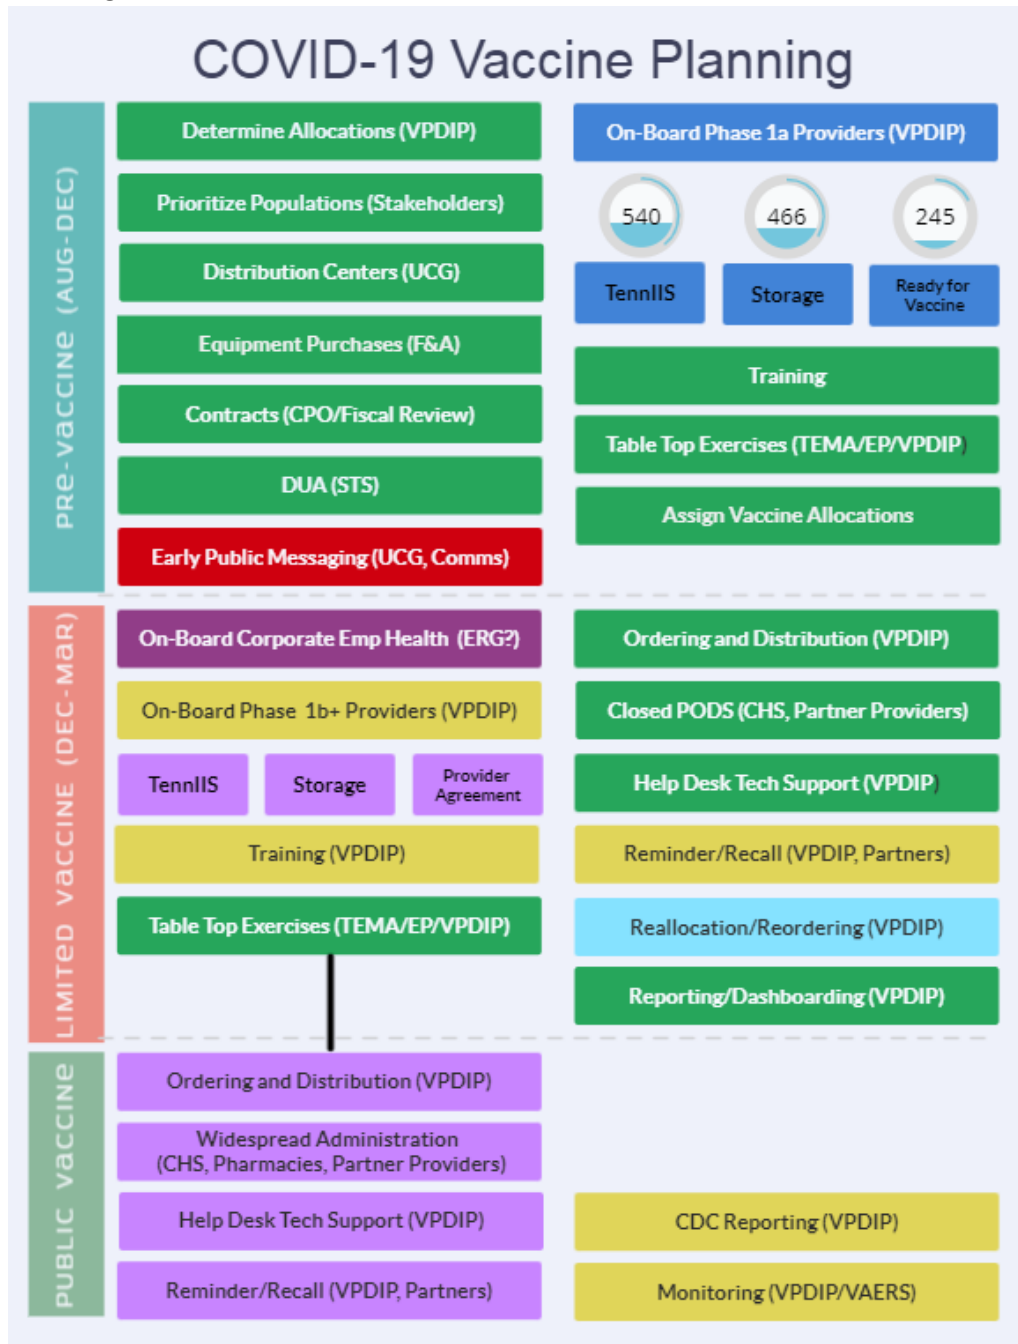 COVID-19 Vaccine Planning
PRE-VACCINE (AUG-DEC)
Determine Allocations (VPDIP)
Prioritize Populations (Stakeholders)
Distribution Centers (UCG)
Equipment Purchases (F&A)
Contracts (CPO/Fiscal Review)
DUA (STS)
Early Public Messaging (UCG, Comms)
On-Board Phase 1a Providers (VPDIP)
540
466
245
TennIIS
Storage
Ready for
Vaccine
Training
Table Top Exercises (TEMA/EP/VPDIP)
Assign Vaccine Allocations
LIMITED VACCINE (DEC-MAR)
On-Board Corporate Emp Health (ERG?)
On-Board Phase 1b+ Providers (VPDIP)
TennIIS
Storage
Provider
Agreement
Training (VPDIP)
Table Top Exercises (TEMA/EP/VPDIP)
Ordering and Distribution (VPDIP)
Closed PODS (CHS, Partner Providers)
Help Desk Tech Support (VPDIP)
Reminder/Recall (VPDIP, Partners)
Reallocation/Reordering (VPDIP)
Reporting/Dashboarding (VPDIP)
PUBLIC VACCINE
Ordering and Distribution (VPDIP)
Widespread Administration
(CHS, Pharmacies, Partner Providers)
Help Desk Tech Support (VPDIP)
Reminder/Recall (VPDIP, Partners)
CDC Reporting (VPDIP)
Monitoring (VPDIP/VAERS)